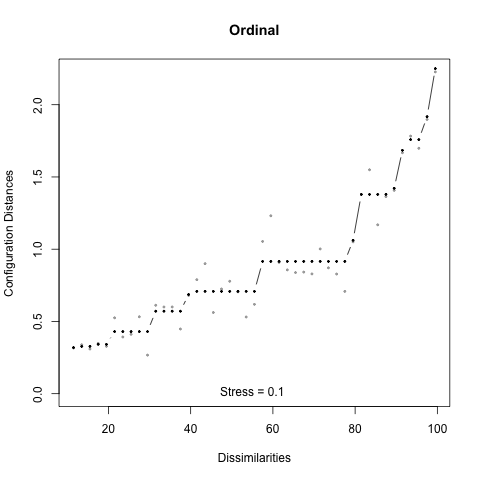 Ordinal
Configuration Distances
2.0
1.5
1.0
0.5
0.0
Stress = 0.1
20 40 60 80 100
Dissimilarities